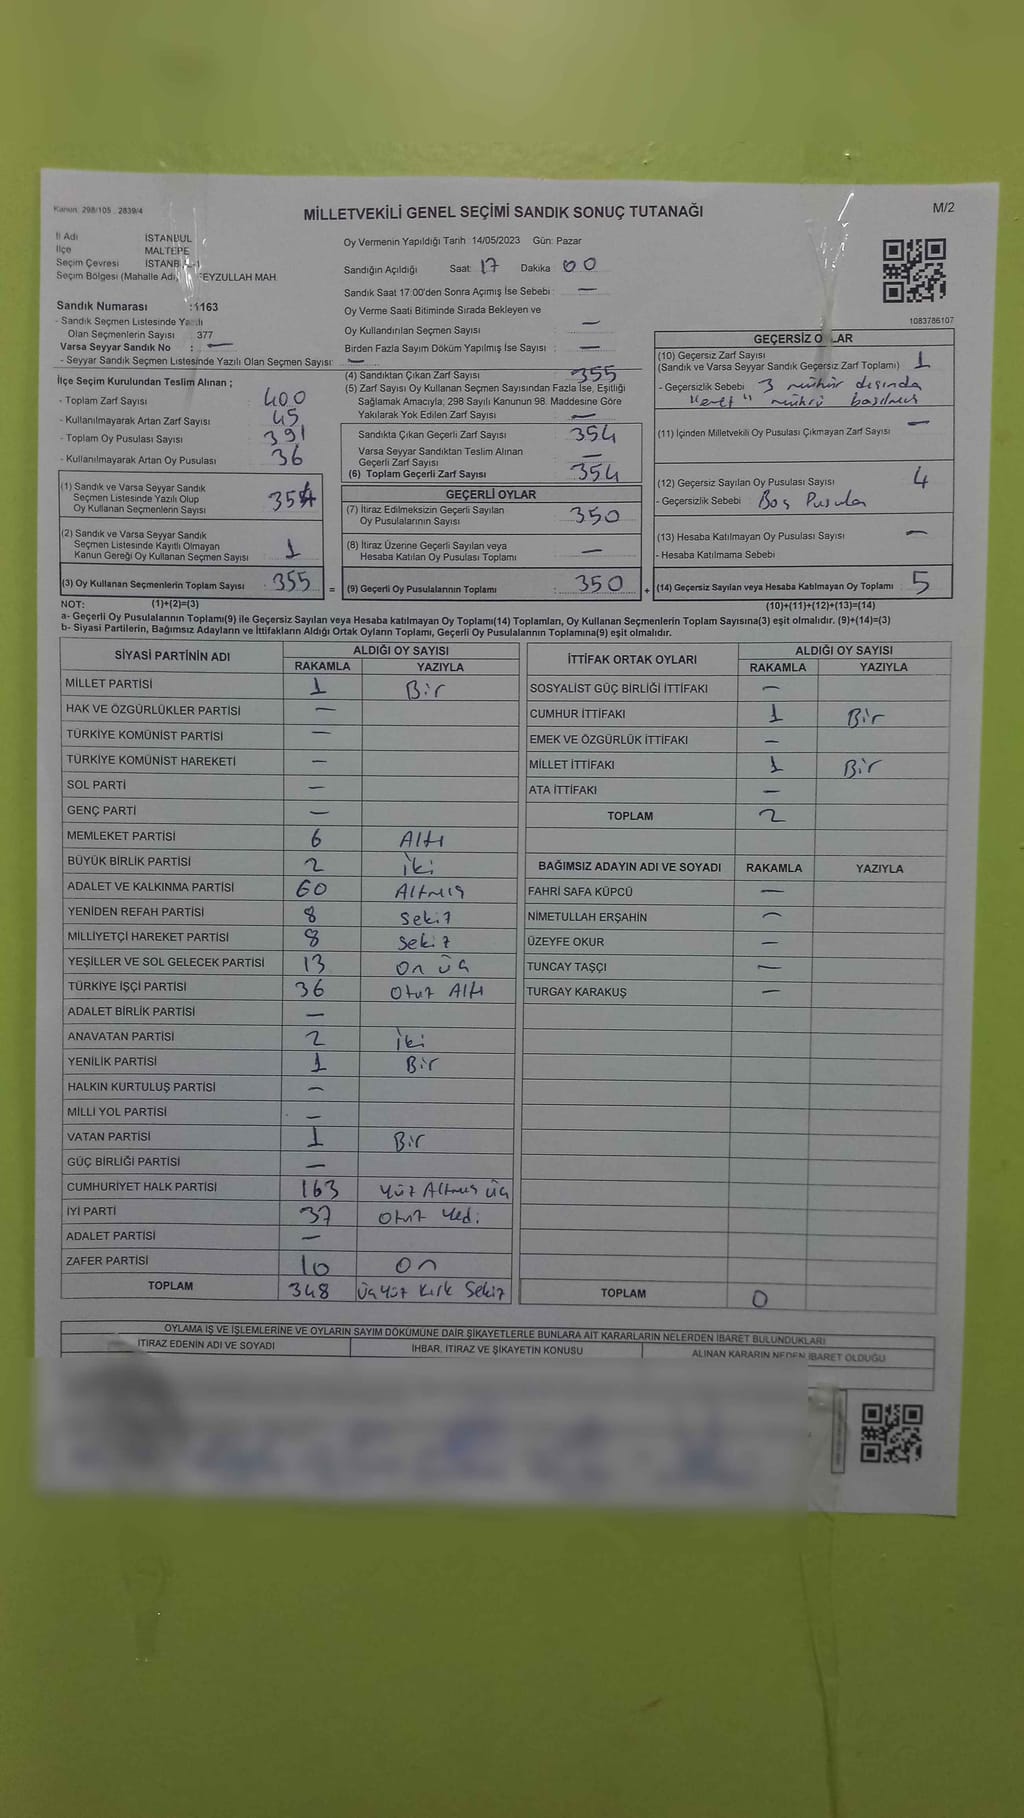 Kanun: 298/105 , 2839/4
MİLLETVEKİLİ GENEL SEÇİMİ SANDIK SONUÇ TUTANAĞI
M/2
İl Adı İSTANBUL
İlçe MALTEPE
Seçim Çevresi
Seçim Bölgesi (Mahalle Adı) FEYZULLAH MAH.
Sandık Numarası :1163
- Sandık Seçmen Listesinde Yazılı
Olan Seçmenlerin Sayısı 377
Varsa Seyyar Sandık No : —
- Seyyar Sandık Seçmen Listesinde Yazılı Olan Seçmen Sayısı: —
İlçe Seçim Kurulundan Teslim Alınan ;
- Toplam Zarf Sayısı 400
- Kullanılmayarak Artan Zarf Sayısı 45
- Toplam Oy Pusulası Sayısı 391
- Kullanılmayarak Artan Oy Pusulası 36
(1) Sandık ve Varsa Seyyar Sandık
Seçmen Listesinde Yazılı Olup
Oy Kullanan Seçmenlerin Sayısı 354
(2) Sandık ve Varsa Seyyar Sandık
Seçmen Listesinde Kayıtlı Olmayan
Kanun Gereği Oy Kullanan Seçmen Sayısı 1
(3) Oy Kullanan Seçmenlerin Toplam Sayısı 355 =
Oy Vermenin Yapıldığı Tarih 14/05/2023 Gün: Pazar
Sandığın Açıldığı Saat: 17 Dakika 00
Sandık Saat 17:00'den Sonra Açımış İse Sebebi : —
Oy Verme Saati Bitiminde Sırada Bekleyen ve
Oy Kullandırılan Seçmen Sayısı —
Birden Fazla Sayım Döküm Yapılmış İse Sayısı : —
(4) Sandıktan Çıkan Zarf Sayısı 355
(5) Zarf Sayısı Oy Kullanan Seçmen Sayısından Fazla İse, Eşitliği
Sağlamak Amacıyla; 298 Sayılı Kanunun 98. Maddesine Göre
Yakılarak Yok Edilen Zarf Sayısı —
Sandıkta Çıkan Geçerli Zarf Sayısı 354
Varsa Seyyar Sandıktan Teslim Alınan
Geçerli Zarf Sayısı —
(6) Toplam Geçerli Zarf Sayısı 354
GEÇERLİ OYLAR
(7) İtiraz Edilmeksizin Geçerli Sayılan
Oy Pusulalarının Sayısı 350
(8) İtiraz Üzerine Geçerli Sayılan veya
Hesaba Katılan Oy Pusulası Toplamı —
(9) Geçerli Oy Pusulalarının Toplamı 350 +
1083786107
GEÇERSİZ OYLAR
(10) Geçersiz Zarf Sayısı
(Sandık ve Varsa Seyyar Sandık Geçersiz Zarf Toplamı) 1
- Geçersizlik Sebebi 3 mühür dışında
"evet" mührü basılmış
(11) İçinden Milletvekili Oy Pusulası Çıkmayan Zarf Sayısı —
(12) Geçersiz Sayılan Oy Pusulası Sayısı 4
- Geçersizlik Sebebi Boş Pusula
(13) Hesaba Katılmayan Oy Pusulası Sayısı —
- Hesaba Katılmama Sebebi
(14) Geçersiz Sayılan veya Hesaba Katılmayan Oy Toplamı 5
NOT: (1)+(2)=(3)
(10)+(11)+(12)+(13)=(14)
a- Geçerli Oy Pusulalarının Toplamı(9) ile Geçersiz Sayılan veya Hesaba katılmayan Oy Toplamı(14) Toplamları, Oy Kullanan Seçmenlerin Toplam Sayısına(3) eşit olmalıdır. (9)+(14)=(3)
b- Siyasi Partilerin, Bağımsız Adayların ve İttifakların Aldığı Ortak Oyların Toplamı, Geçerli Oy Pusulalarının Toplamına(9) eşit olmalıdır.
SİYASİ PARTİNİN ADI ALDIĞI OY SAYISI
RAKAMLA YAZIYLA
MİLLET PARTİSİ 1 Bir
HAK VE ÖZGÜRLÜKLER PARTİSİ —
TÜRKİYE KOMÜNİST PARTİSİ —
TÜRKİYE KOMÜNİST HAREKETİ —
SOL PARTİ —
GENÇ PARTİ —
MEMLEKET PARTİSİ 6 Altı
BÜYÜK BİRLİK PARTİSİ 2 İki
ADALET VE KALKINMA PARTİSİ 60 Altmış
YENİDEN REFAH PARTİSİ 8 Sekiz
MİLLİYETÇİ HAREKET PARTİSİ 8 Sekiz
YEŞİLLER VE SOL GELECEK PARTİSİ 13 On üç
TÜRKİYE İŞÇİ PARTİSİ 36 Otuz Altı
ADALET BİRLİK PARTİSİ —
ANAVATAN PARTİSİ 2 İki
YENİLİK PARTİSİ 1 Bir
HALKIN KURTULUŞ PARTİSİ —
MİLLİ YOL PARTİSİ —
VATAN PARTİSİ 1 Bir
GÜÇ BİRLİĞİ PARTİSİ —
CUMHURİYET HALK PARTİSİ 163 Yüz Altmış üç
İYİ PARTİ 37 Otuz Yedi
ADALET PARTİSİ —
ZAFER PARTİSİ 10 On
TOPLAM 348 Üçyüz Kırk Sekiz
İTTİFAK ORTAK OYLARI ALDIĞI OY SAYISI
RAKAMLA YAZIYLA
SOSYALİST GÜÇ BİRLİĞİ İTTİFAKI —
CUMHUR İTTİFAKI 1 Bir
EMEK VE ÖZGÜRLÜK İTTİFAKI —
MİLLET İTTİFAKI 1 Bir
ATA İTTİFAKI —
TOPLAM 2
BAĞIMSIZ ADAYIN ADI VE SOYADI RAKAMLA YAZIYLA
FAHRİ SAFA KÜPCÜ —
NİMETULLAH ERŞAHİN —
ÜZEYFE OKUR —
TUNCAY TAŞÇI —
TURGAY KARAKUŞ —
TOPLAM 0
OYLAMA İŞ VE İŞLEMLERİNE VE OYLARIN SAYIM DÖKÜMÜNE DAİR ŞİKAYETLERLE BUNLARA AİT KARARLARIN NELERDEN İBARET BULUNDUKLARI
İTİRAZ EDENİN ADI VE SOYADI İHBAR, İTİRAZ VE ŞİKAYETİN KONUSU ALINAN KARARIN NEDEN İBARET OLDUĞU